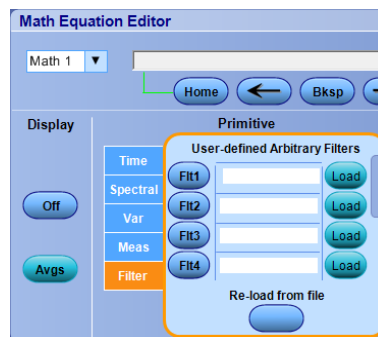 Math Equation Editor
Math 1
Home
Bksp
Display
Primitive
Time
User-defined Arbitrary Filters
Flt1
Load
Spectral
Off
Flt2
Load
Var
Flt3
Load
Meas
Avgs
Flt4
Load
Filter
Re-load from file